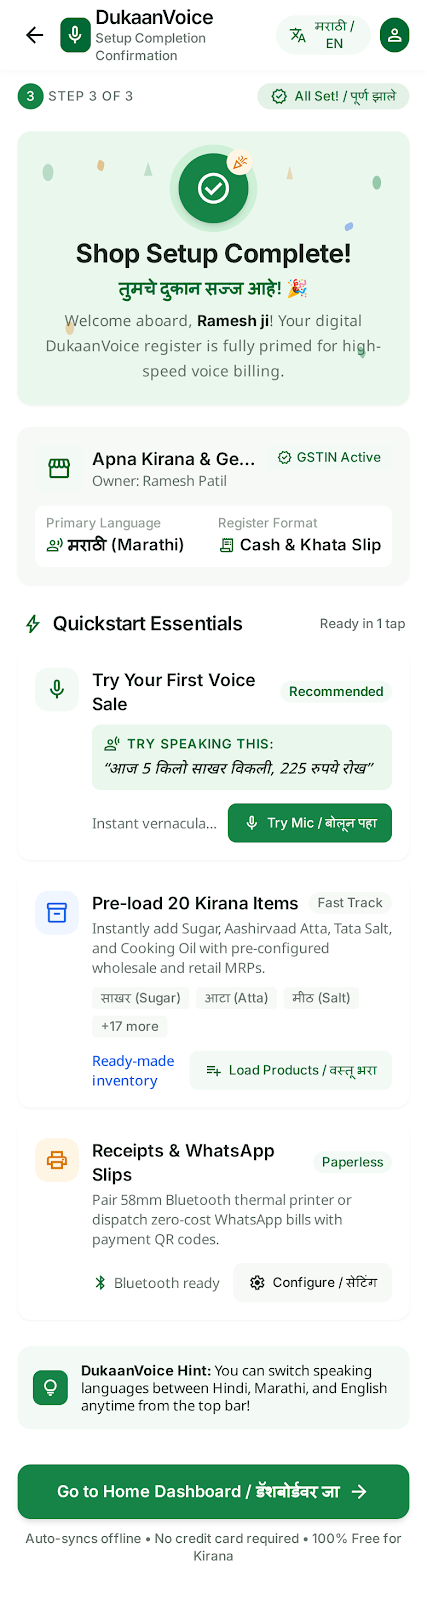 DukaanVoice
Setup Completion
Confirmation
मराठी /
EN
3 STEP 3 OF 3
All Set! / पूर्ण झाले
Shop Setup Complete!
तुमचे दुकान सज्ज आहे! 🎉
Welcome aboard, Ramesh ji! Your digital
DukaanVoice register is fully primed for high-
speed voice billing.
Apna Kirana & Ge...
GSTIN Active
Owner: Ramesh Patil
Primary Language
मराठी (Marathi)
Register Format
Cash & Khata Slip
Quickstart Essentials
Ready in 1 tap
Try Your First Voice
Sale
Recommended
TRY SPEAKING THIS:
“आज 5 किलो साखर विकली, 225 रुपये रोख”
Instant vernacula...
Try Mic / बोलून पहा
Pre-load 20 Kirana Items
Fast Track
Instantly add Sugar, Aashirvaad Atta, Tata Salt,
and Cooking Oil with pre-configured
wholesale and retail MRPs.
साखर (Sugar)
आटा (Atta)
मीठ (Salt)
+17 more
Ready-made
inventory
Load Products / वस्तू भरा
Receipts & WhatsApp
Slips
Paperless
Pair 58mm Bluetooth thermal printer or
dispatch zero-cost WhatsApp bills with
payment QR codes.
Bluetooth ready
Configure / सेटिंग
DukaanVoice Hint: You can switch speaking
languages between Hindi, Marathi, and English
anytime from the top bar!
Go to Home Dashboard / डॅशबोर्डवर जा →
Auto-syncs offline • No credit card required • 100% Free for
Kirana